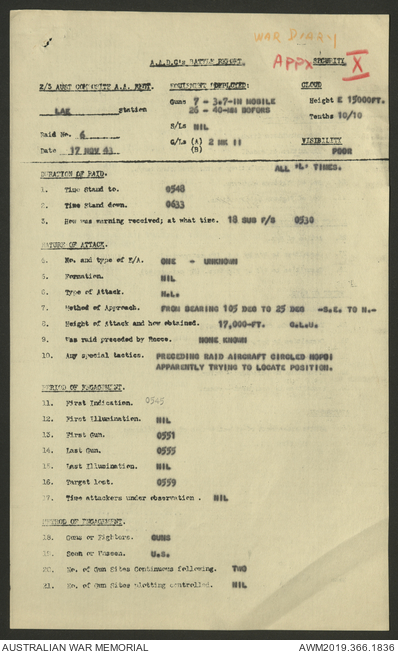 WAR DIARY
APPX X
A.A.D.C's BATTLE REPORT. SECURITY
2/3 AUST COMPOSITE A.A. REGT. EQUIPMENT DEPLOYED: CLOUD
Guns 7 - 3.7-IN MOBILE Height E 15000FT.
LAE Station 26 - 40-MM BOFORS Tenths 10/10
S/Ls NIL
Raid No. 6 G/Ls (A) 2 MK II VISIBILITY
Date 17 NOV 43 (B) POOR
ALL 'L' TIMES.
DURATION OF RAID.
1. Time Stand to. 0548
2. Time Stand down. 0633
3. How was warning received; at what time. 18 SUB F/S 0530
NATURE OF ATTACK.
4. No. and type of E/A. ONE - UNKNOWN
5. Formation. NIL
6. Type of Attack. H.L.
7. Method of Approach. FROM BEARING 105 DEG TO 25 DEG -S.E. TO N.-
8. Height of Attack and how obtained. 17,000-FT. G.L.U.
9. Was raid preceded by Recce. NONE KNOWN
10. Any special tactics. PRECEDING RAID AIRCRAFT CIRCLED HOPOI
APPARENTLY TRYING TO LOCATE POSITION.
PERIOD OF ENGAGEMENT.
11. First Indication. 0545
12. First Illumination. NIL
13. First Gun. 0551
14. Last Gun. 0555
15. Last Illumination. NIL
16. Target lost. 0559
17. Time attackers under observation . NIL
METHOD OF ENGAGEMENT.
18. Guns or Fighters. GUNS
19. Seen or Unseen. U.S.
20. No. of Gun Sites Continuous following. TWO
21. No. of Gun Sites plotting controlled. NIL
AUSTRALIAN WAR MEMORIAL AWM2019.366.1836